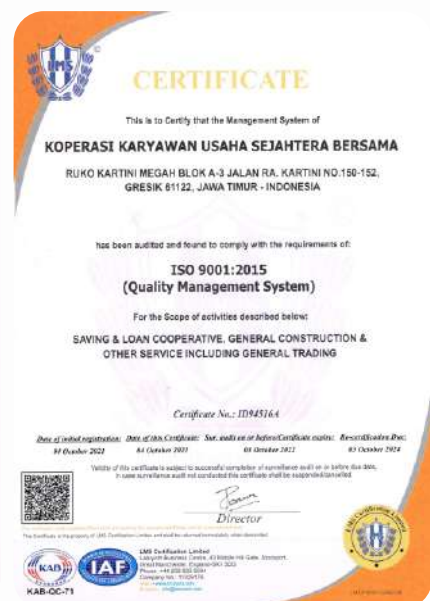 LMS
CERTIFICATE
This is to Certify that the Management System of
KOPERASI KARYAWAN USAHA SEJAHTERA BERSAMA
RUKO KARTINI MEGAH BLOK A-3 JALAN RA. KARTINI NO.150-152,
GRESIK 61122, JAWA TIMUR - INDONESIA
has been audited and found to comply with the requirements of:
ISO 9001:2015
(Quality Management System)
For the Scope of activities described below:
SAVING & LOAN COOPERATIVE, GENERAL CONSTRUCTION &
OTHER SERVICE INCLUDING GENERAL TRADING
Certificate No.: ID94516A
Date of initial registration: Date of this Certificate: Sur. audit on or before/Certificate expiry: Re-certification Due:
04 October 2021 04 October 2021 03 October 2022 03 October 2024
Validity of this certificate is subject to successful completion of surveillance audit on or before due date,
in case surveillance audit not conducted this certificate shall be suspended/cancelled
Director
KAB
KAB-QC-71
IAF
LMS Certification Limited